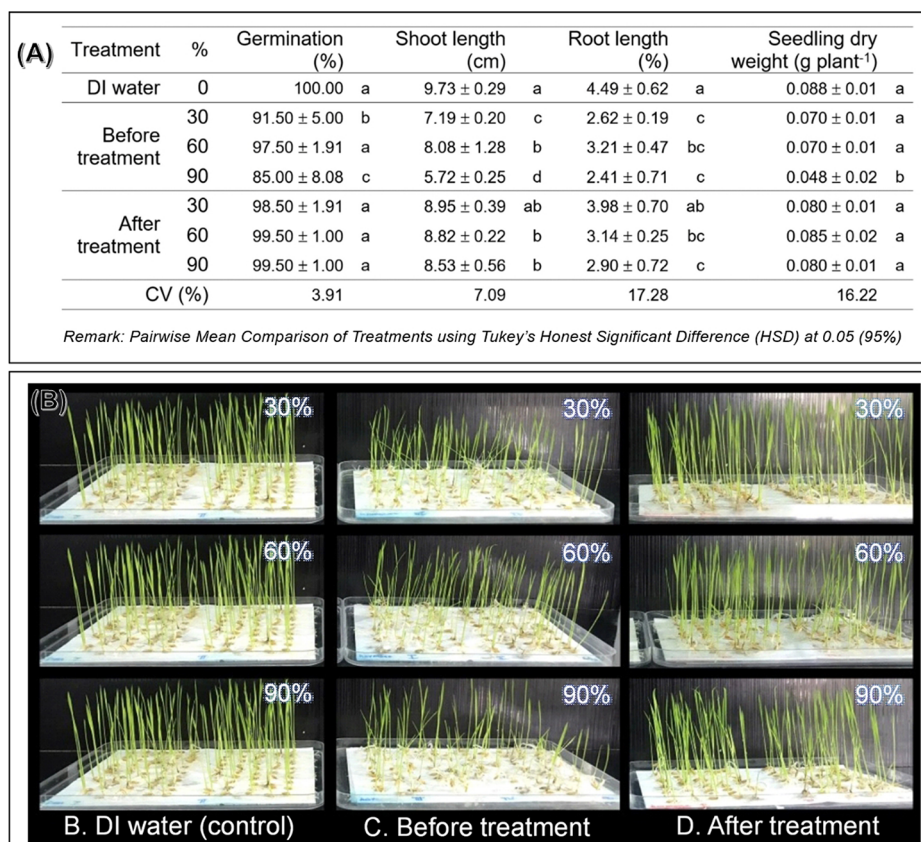 (A)
Treatment % Germination (%) Shoot length (cm) Root length (%) Seedling dry weight (g plant⁻¹)
DI water 0 100.00 a 9.73 ± 0.29 a 4.49 ± 0.62 a 0.088 ± 0.01 a
Before treatment
30 91.50 ± 5.00 b 7.19 ± 0.20 c 2.62 ± 0.19 c 0.070 ± 0.01 a
60 97.50 ± 1.91 a 8.08 ± 1.28 b 3.21 ± 0.47 bc 0.070 ± 0.01 a
90 85.00 ± 8.08 c 5.72 ± 0.25 d 2.41 ± 0.71 c 0.048 ± 0.02 b
After treatment
30 98.50 ± 1.91 a 8.95 ± 0.39 ab 3.98 ± 0.70 ab 0.080 ± 0.01 a
60 99.50 ± 1.00 a 8.82 ± 0.22 b 3.14 ± 0.25 bc 0.085 ± 0.02 a
90 99.50 ± 1.00 a 8.53 ± 0.56 b 2.90 ± 0.72 c 0.080 ± 0.01 a
CV (%) 3.91 7.09 17.28 16.22
Remark: Pairwise Mean Comparison of Treatments using Tukey's Honest Significant Difference (HSD) at 0.05 (95%)
(B)
30% 30% 30%
60% 60% 60%
90% 90% 90%
B. DI water (control) C. Before treatment D. After treatment